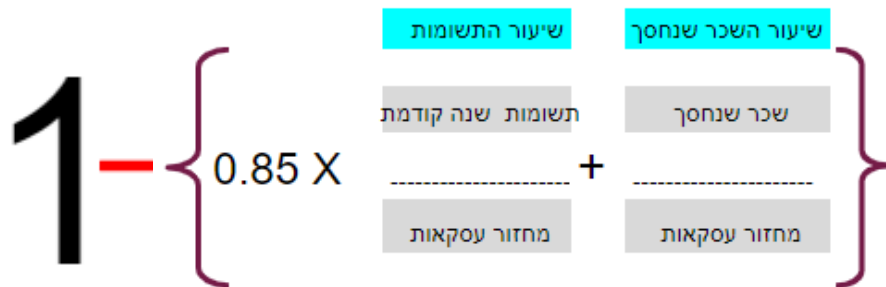 שיעור התשומות שיעור השכר שנחסך
תשומות שנה קודמת שכר שנחסך
1 - { 0.85 X ---------------------- + ---------------------- }
מחזור עסקאות מחזור עסקאות